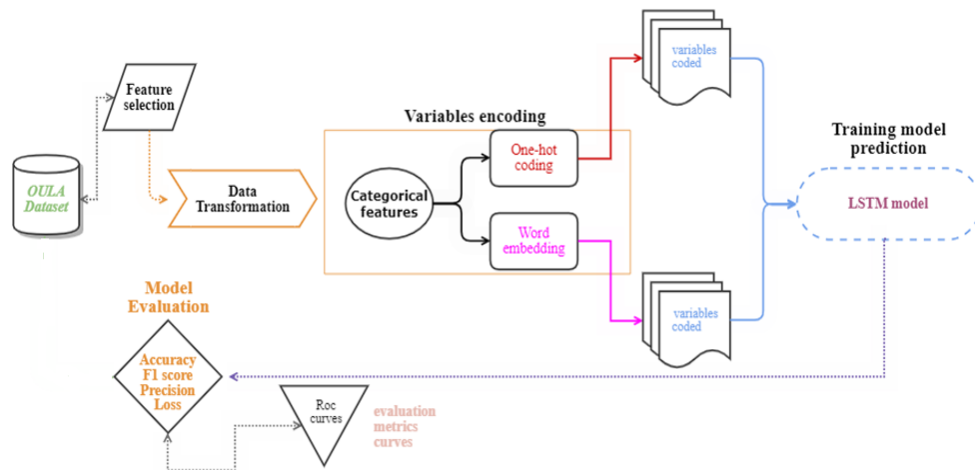 Feature
selection
OULA
Dataset
Data
Transformation
Variables encoding
Categorical
features
One-hot
coding
Word
embedding
variables
coded
variables
coded
Training model
prediction
LSTM model
Model
Evaluation
Accuracy
F1 score
Precision
Loss
Roc
curves
evaluation
metrics
curves